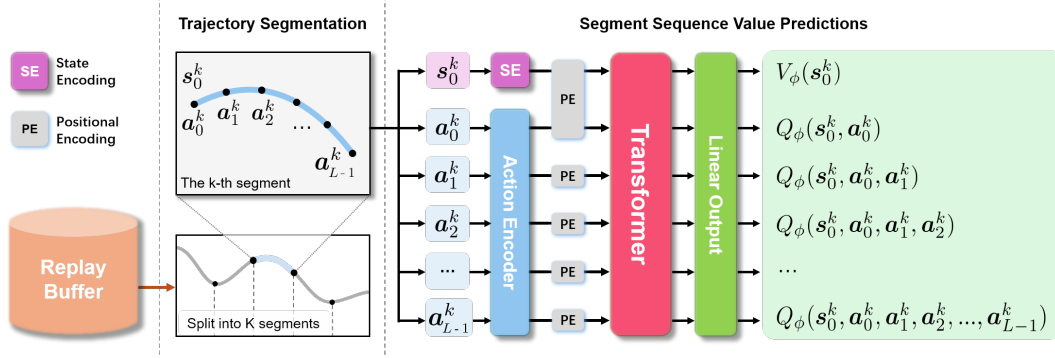 Trajectory Segmentation
Segment Sequence Value Predictions
SE
State
Encoding
PE
Positional
Encoding
Replay
Buffer
s_0^k
a_0^k
a_1^k
a_2^k
...
a_{L-1}^k
The k-th segment
Split into K segments
s_0^k
a_0^k
a_1^k
a_2^k
...
a_{L-1}^k
SE
Action Encoder
PE
PE
PE
PE
PE
Transformer
Linear Output
V_ϕ(s_0^k)
Q_ϕ(s_0^k, a_0^k)
Q_ϕ(s_0^k, a_0^k, a_1^k)
Q_ϕ(s_0^k, a_0^k, a_1^k, a_2^k)
...
Q_ϕ(s_0^k, a_0^k, a_1^k, a_2^k, ..., a_{L-1}^k)